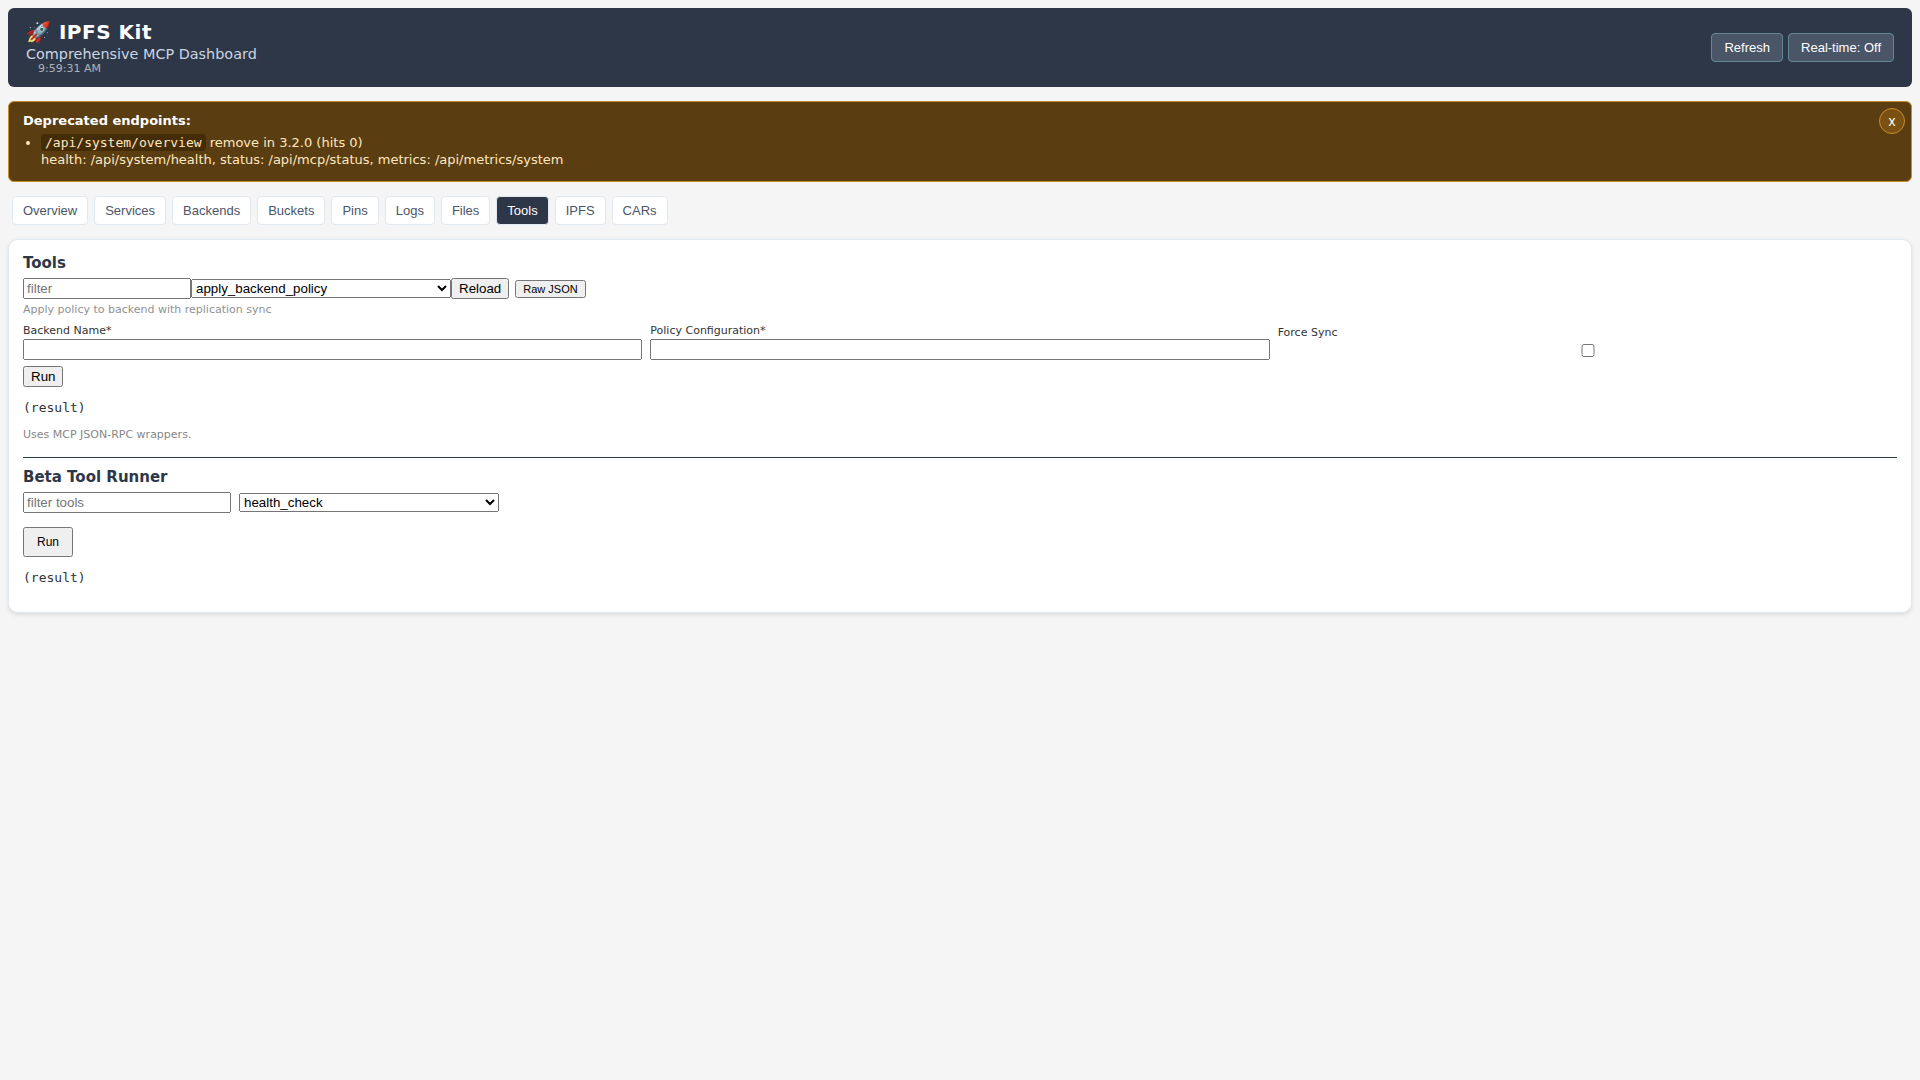 🚀 IPFS Kit
Comprehensive MCP Dashboard
9:59:31 AM
Refresh
Real-time: Off
Deprecated endpoints:
x
• /api/system/overview remove in 3.2.0 (hits 0)
health: /api/system/health, status: /api/mcp/status, metrics: /api/metrics/system
Overview Services Backends Buckets Pins Logs Files Tools IPFS CARs
Tools
filter apply_backend_policy Reload Raw JSON
Apply policy to backend with replication sync
Backend Name* Policy Configuration* Force Sync
Run
(result)
Uses MCP JSON-RPC wrappers.
Beta Tool Runner
filter tools health_check
Run
(result)